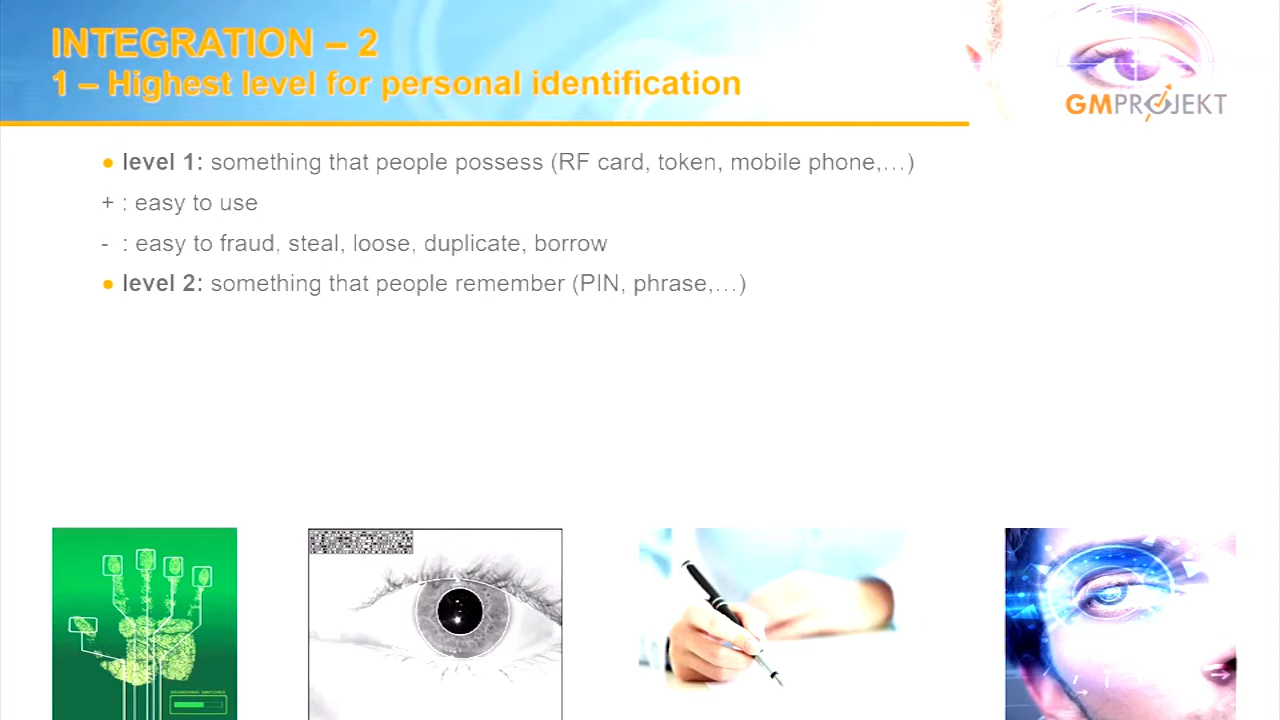 INTEGRATION – 2
1 – Highest level for personal identification
GMPROJEKT
● level 1: something that people possess (RF card, token, mobile phone,…)
+ : easy to use
- : easy to fraud, steal, loose, duplicate, borrow
● level 2: something that people remember (PIN, phrase,…)
SEARCHING MATCHES